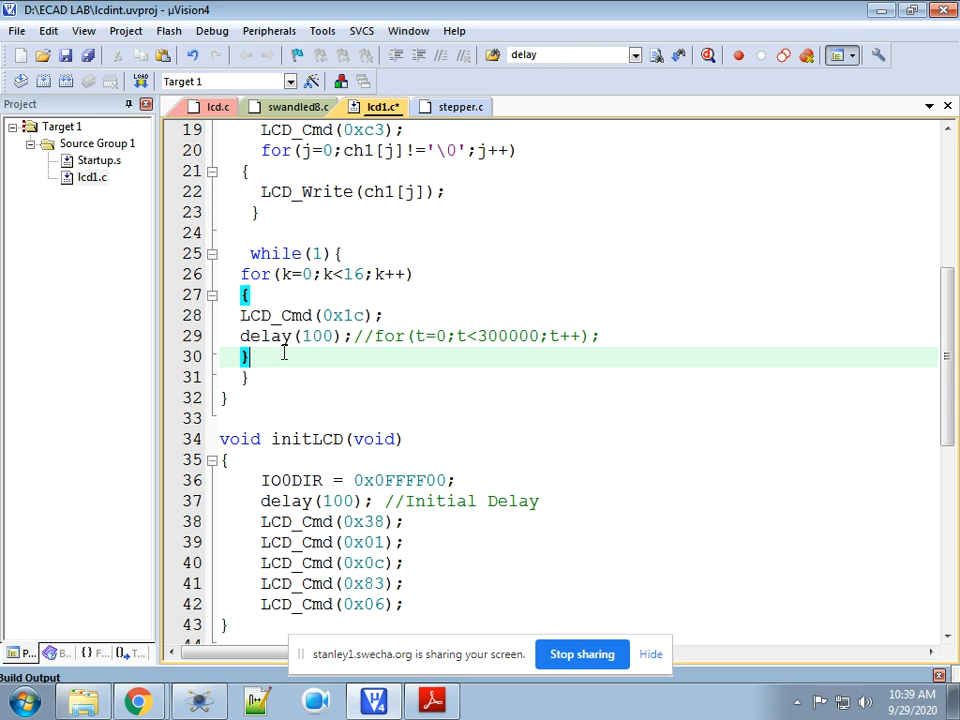 D:\ECAD LAB\lcdint.uvproj - µVision4
File Edit View Project Flash Debug Peripherals Tools SVCS Window Help
delay
LOAD Target 1
Project
lcd.c swandled8.c lcd1.c* stepper.c
Target 1
Source Group 1
Startup.s
lcd1.c
19 LCD_Cmd(0xc3);
20 for(j=0;ch1[j]!='\0';j++)
21 {
22 LCD_Write(ch1[j]);
23 }
24
25 while(1){
26 for(k=0;k<16;k++)
27 {
28 LCD_Cmd(0x1c);
29 delay(100);//for(t=0;t<300000;t++);
30 }
31 }
32 }
33
34 void initLCD(void)
35 {
36 IO0DIR = 0x0FFFF00;
37 delay(100); //Initial Delay
38 LCD_Cmd(0x38);
39 LCD_Cmd(0x01);
40 LCD_Cmd(0x0c);
41 LCD_Cmd(0x83);
42 LCD_Cmd(0x06);
43 }
44
P... B... {} F... T...
stanley1.swecha.org is sharing your screen. Stop sharing Hide
Build Output
10:39 AM
9/29/2020